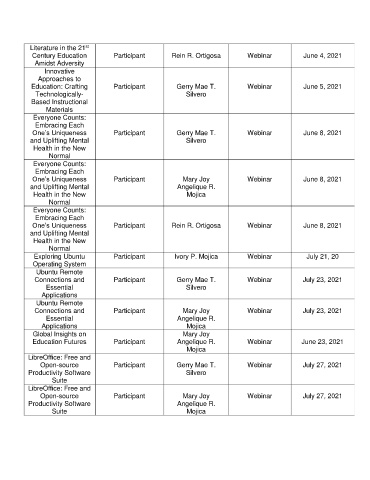 Literature in the 21st
Century Education
Amidst Adversity
Participant
Rein R. Ortigosa
Webinar
June 4, 2021
Innovative
Approaches to
Education: Crafting
Technologically-
Based Instructional
Materials
Participant
Gerry Mae T.
Silvero
Webinar
June 5, 2021
Everyone Counts:
Embracing Each
One's Uniqueness
and Uplifting Mental
Health in the New
Normal
Participant
Gerry Mae T.
Silvero
Webinar
June 8, 2021
Everyone Counts:
Embracing Each
One's Uniqueness
and Uplifting Mental
Health in the New
Normal
Participant
Mary Joy
Angelique R.
Mojica
Webinar
June 8, 2021
Everyone Counts:
Embracing Each
One's Uniqueness
and Uplifting Mental
Health in the New
Normal
Participant
Rein R. Ortigosa
Webinar
June 8, 2021
Exploring Ubuntu
Operating System
Participant
Ivory P. Mojica
Webinar
July 21, 20
Ubuntu Remote
Connections and
Essential
Applications
Participant
Gerry Mae T.
Silvero
Webinar
July 23, 2021
Ubuntu Remote
Connections and
Essential
Applications
Participant
Mary Joy
Angelique R.
Mojica
Webinar
July 23, 2021
Global Insights on
Education Futures
Participant
Mary Joy
Angelique R.
Mojica
Webinar
June 23, 2021
LibreOffice: Free and
Open-source
Productivity Software
Suite
Participant
Gerry Mae T.
Silvero
Webinar
July 27, 2021
LibreOffice: Free and
Open-source
Productivity Software
Suite
Participant
Mary Joy
Angelique R.
Mojica
Webinar
July 27, 2021